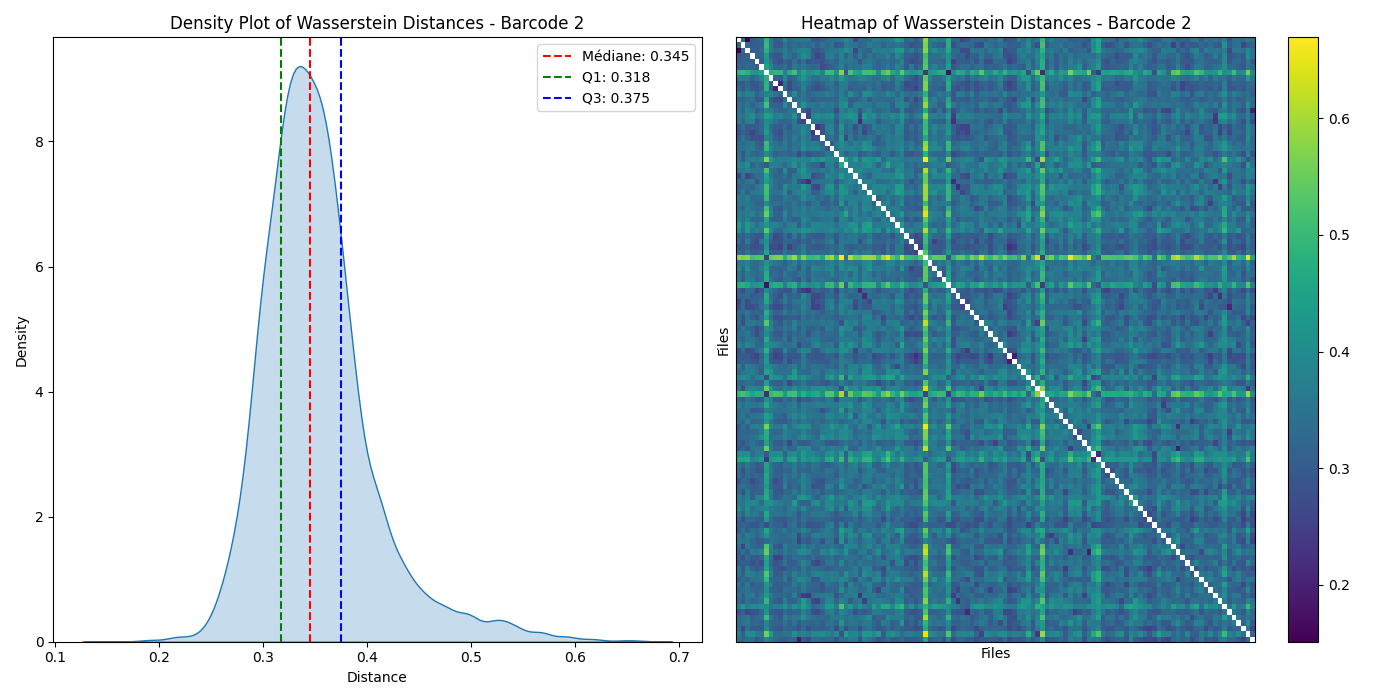 Density Plot of Wasserstein Distances - Barcode 2
Médiane: 0.345
Q1: 0.318
Q3: 0.375
Density
8
6
4
2
0
0.1 0.2 0.3 0.4 0.5 0.6 0.7
Distance
Heatmap of Wasserstein Distances - Barcode 2
Files
Files
0.6
0.5
0.4
0.3
0.2